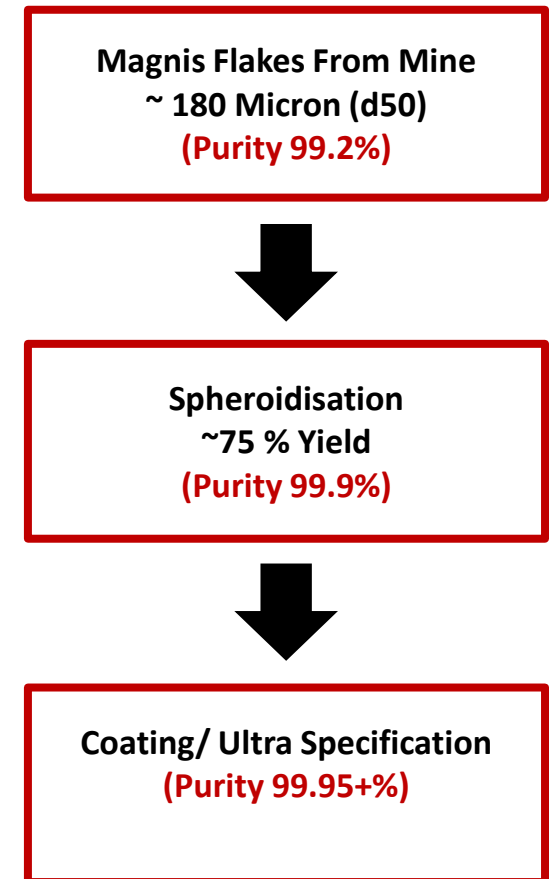 Magnis Flakes From Mine
~ 180 Micron (d50)
(Purity 99.2%)
Spheroidisation
~75 % Yield
(Purity 99.9%)
Coating/ Ultra Specification
(Purity 99.95+%)